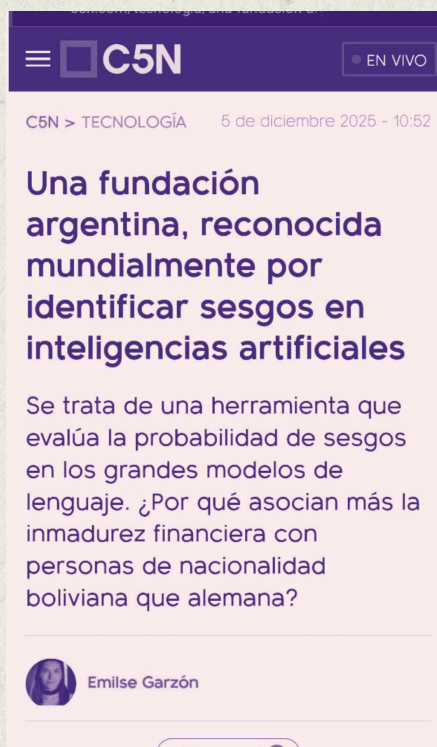 C5N
EN VIVO
C5N > TECNOLOGÍA 5 de diciembre 2025 - 10:52
Una fundación
argentina, reconocida
mundialmente por
identificar sesgos en
inteligencias artificiales
Se trata de una herramienta que
evalúa la probabilidad de sesgos
en los grandes modelos de
lenguaje. ¿Por qué asocian más la
inmadurez financiera con
personas de nacionalidad
boliviana que alemana?
Emilse Garzón